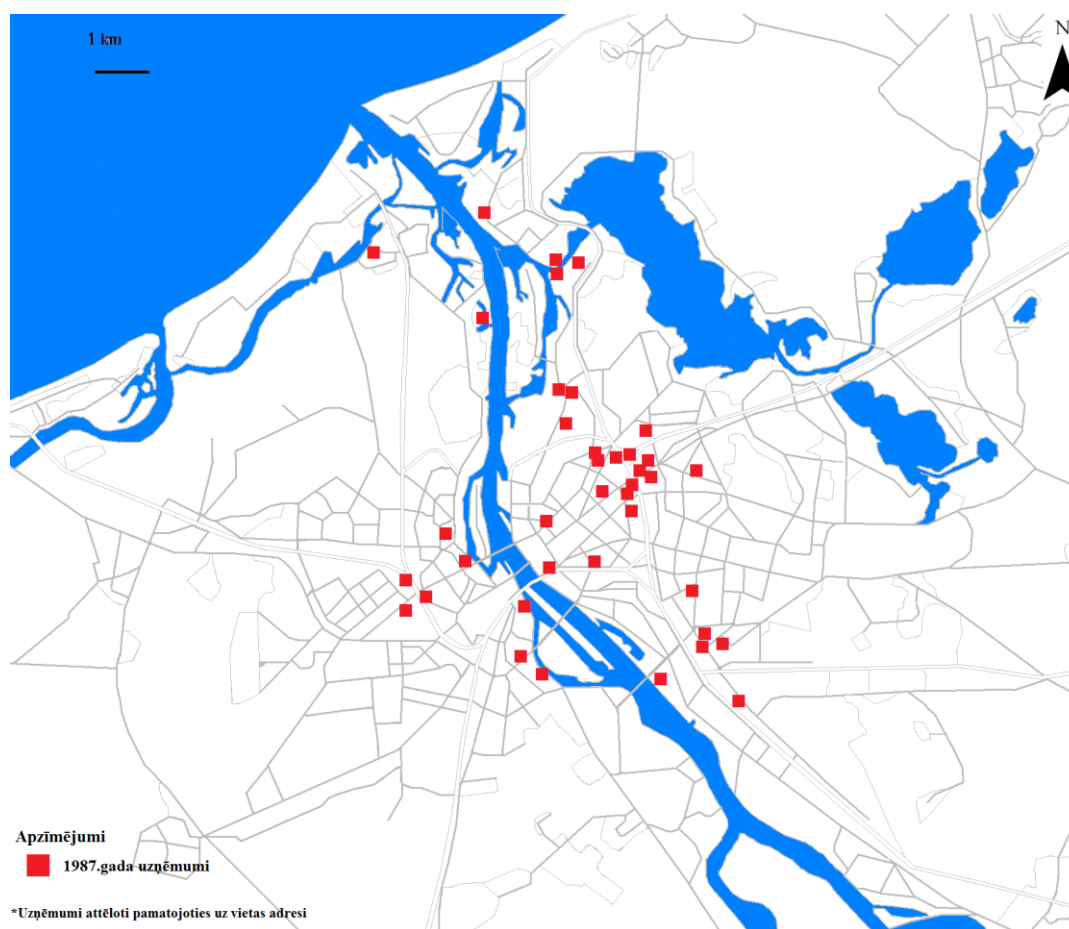 1 km
N
Apzīmējumi
1987.gada uzņēmumi
*Uzņēmumi attēloti pamatojoties uz vietas adresi